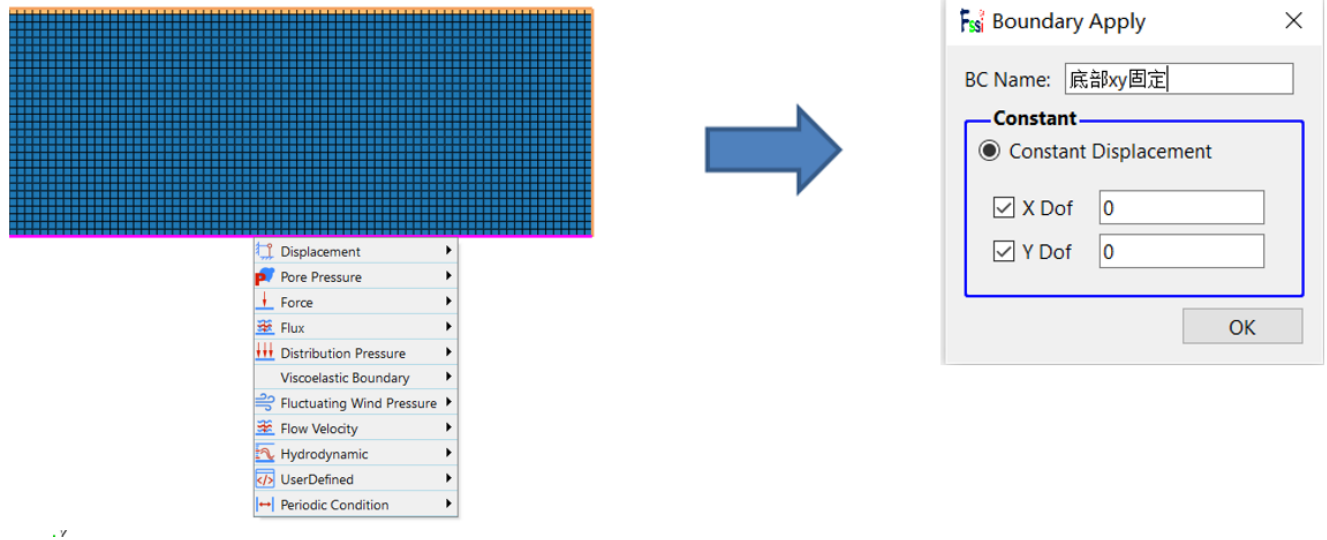 Displacement
Pore Pressure
Force
Flux
Distribution Pressure
Viscoelastic Boundary
Fluctuating Wind Pressure
Flow Velocity
Hydrodynamic
UserDefined
Periodic Condition
Y
Fssi Boundary Apply
BC Name: 底部xy固定
Constant
Constant Displacement
X Dof 0
Y Dof 0
OK